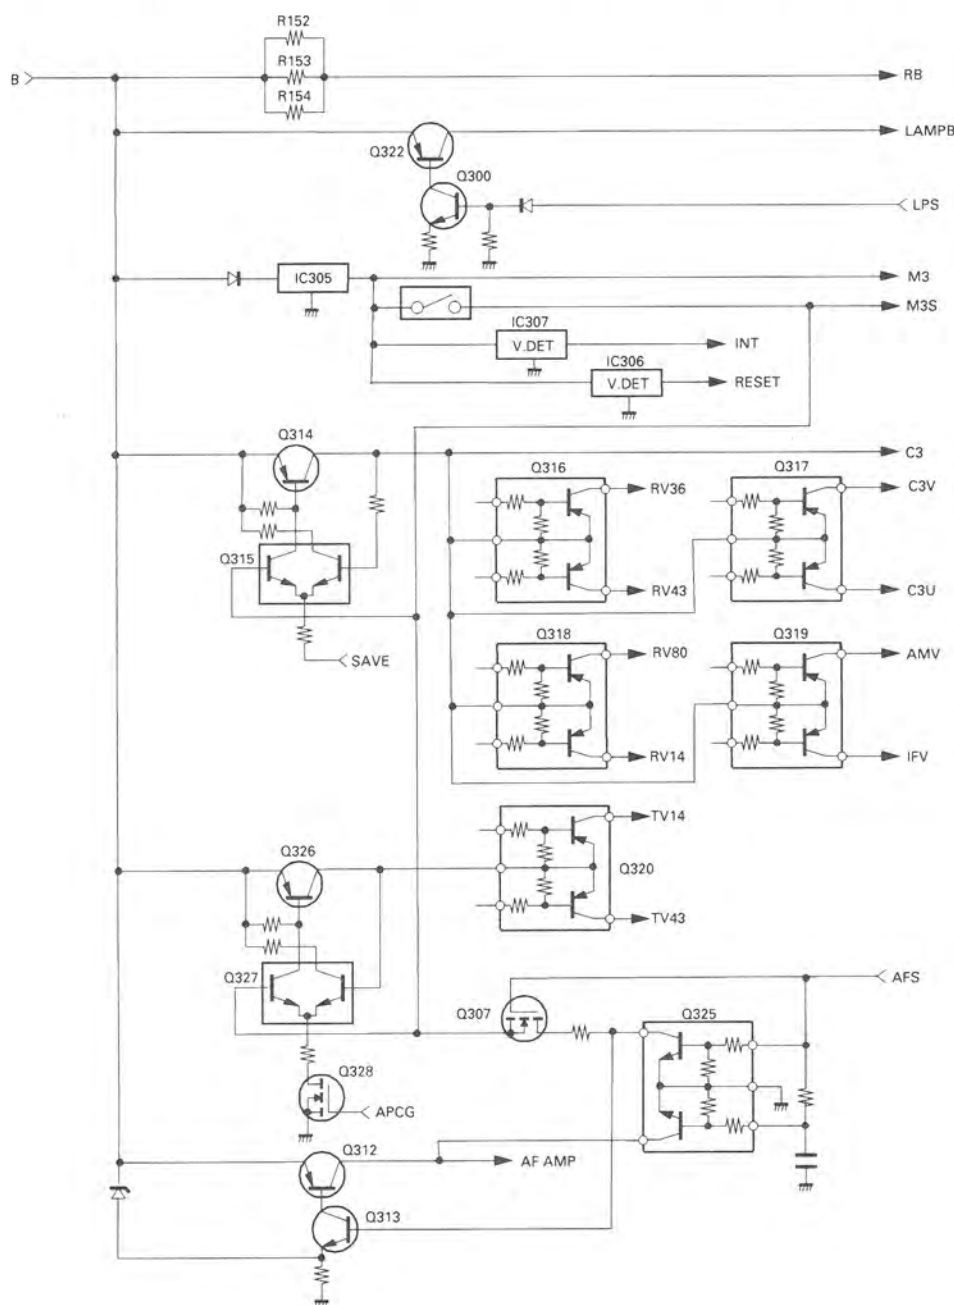 R152
B
R153
RB
R154
LAMPB
Q322
Q300
LPS
M3
IC305
M3S
IC307
V.DET
INT
IC306
V.DET
RESET
Q314
C3
Q316
Q317
RV36
C3V
Q315
RV43
C3U
Q318
Q319
SAVE
RV80
AMV
RV14
IFV
TV14
Q326
Q320
TV43
Q327
AFS
Q307
Q325
Q328
APCG
Q312
AF AMP
Q313